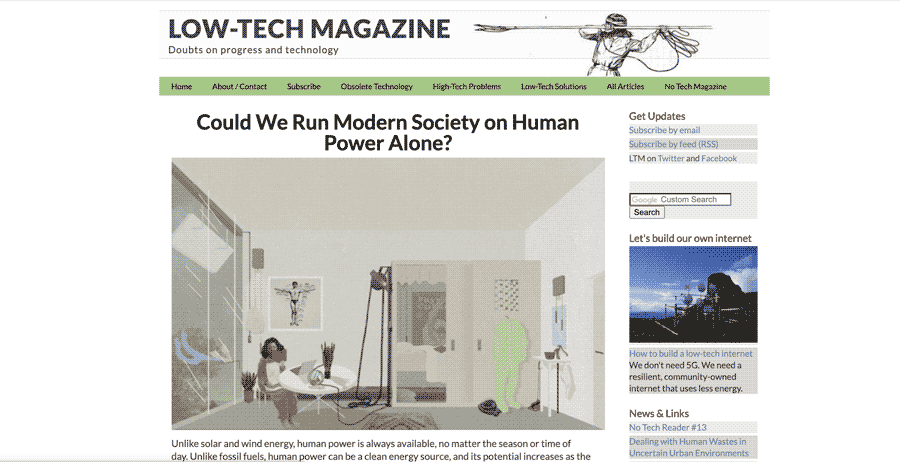 LOW-TECH MAGAZINE
Doubts on progress and technology
Home About / Contact Subscribe Obsolete Technology High-Tech Problems Low-Tech Solutions All Articles No Tech Magazine
Could We Run Modern Society on Human
Power Alone?
Unlike solar and wind energy, human power is always available, no matter the season or time of
day. Unlike fossil fuels, human power can be a clean energy source, and its potential increases as the
Get Updates
Subscribe by email
Subscribe by feed (RSS)
LTM on Twitter and Facebook
Google Custom Search
Search
Let's build our own internet
How to build a low-tech internet
We don't need 5G. We need a
resilient, community-owned
internet that uses less energy.
News & Links
No Tech Reader #13
Dealing with Human Wastes in
Uncertain Urban Environments